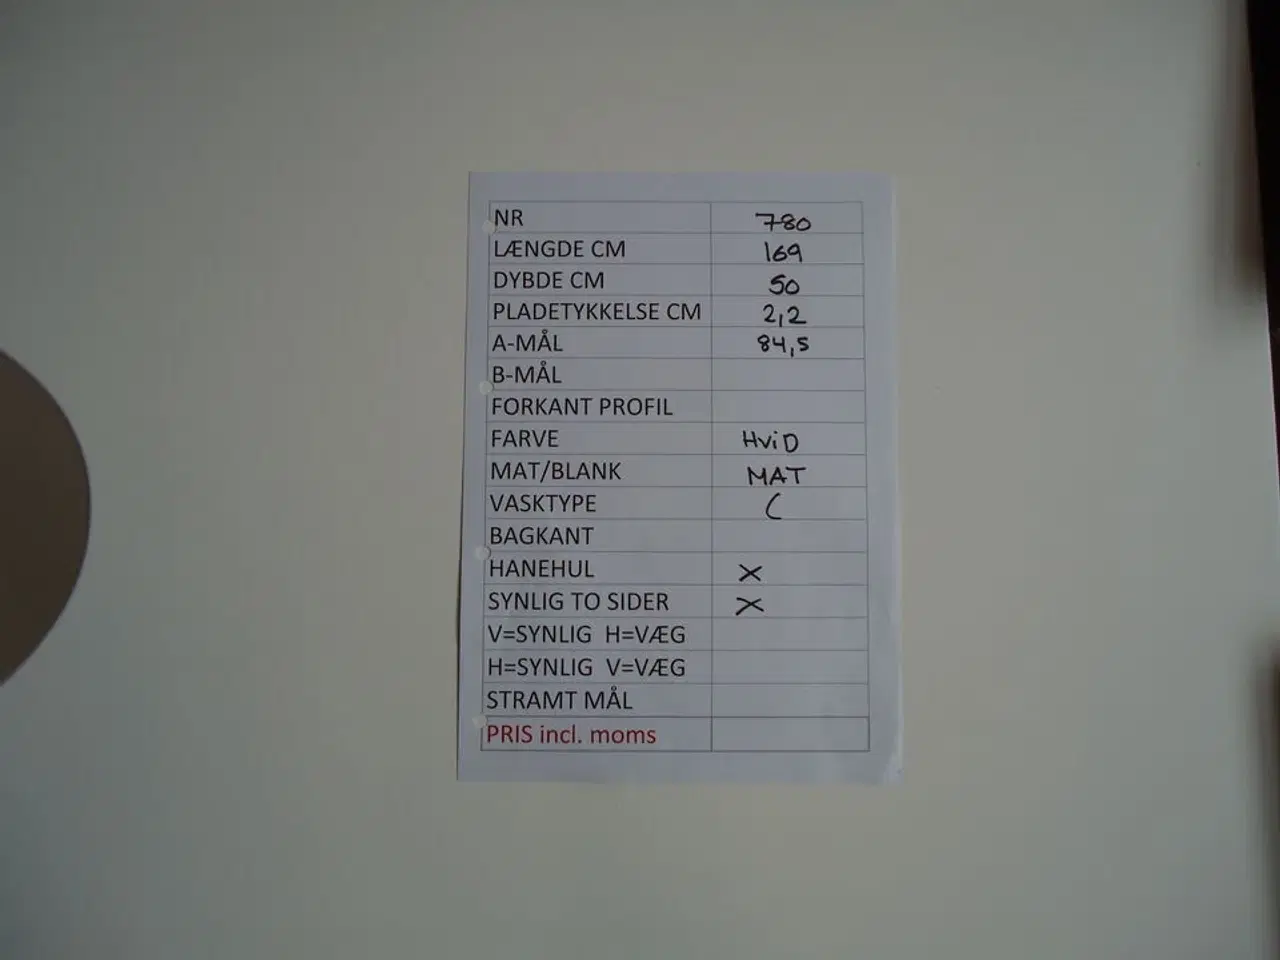 NR 780
LÆNGDE CM 169
DYBDE CM 50
PLADETYKKELSE CM 2,2
A-MÅL 84,5
B-MÅL
FORKANT PROFIL
FARVE HViD
MAT/BLANK MAT
VASKTYPE C
BAGKANT
HANEHUL X
SYNLIG TO SIDER X
V=SYNLIG H=VÆG
H=SYNLIG V=VÆG
STRAMT MÅL
PRIS incl. moms